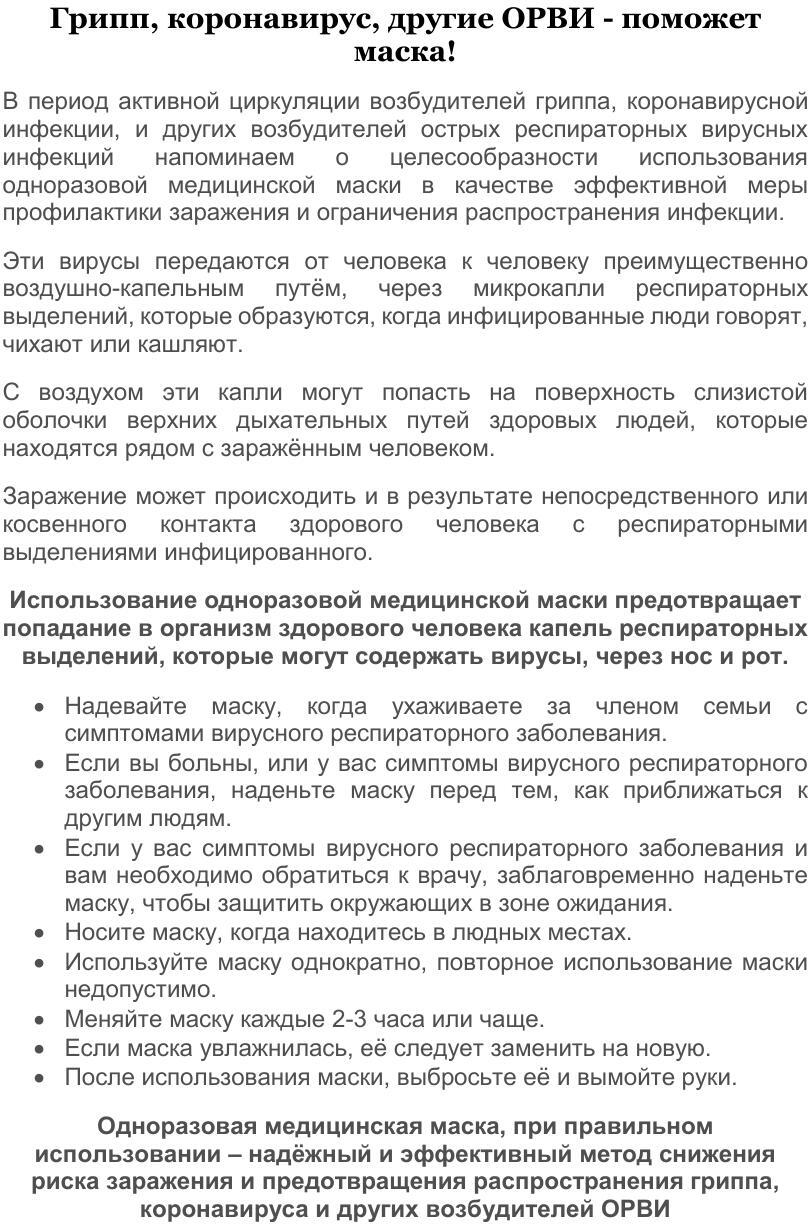 Грипп, коронавирус, другие ОРВИ - поможет
маска!
В период активной циркуляции возбудителей гриппа, коронавирусной
инфекции, и других возбудителей острых респираторных вирусных
инфекций напоминаем о целесообразности использования
одноразовой медицинской маски в качестве эффективной меры
профилактики заражения и ограничения распространения инфекции.
Эти вирусы передаются от человека к человеку преимущественно
воздушно-капельным путём, через микрокапли респираторных
выделений, которые образуются, когда инфицированные люди говорят,
чихают или кашляют.
С воздухом эти капли могут попасть на поверхность слизистой
оболочки верхних дыхательных путей здоровых людей, которые
находятся рядом с заражённым человеком.
Заражение может происходить и в результате непосредственного или
косвенного контакта здорового человека с респираторными
выделениями инфицированного.
Использование одноразовой медицинской маски предотвращает
попадание в организм здорового человека капель респираторных
выделений, которые могут содержать вирусы, через нос и рот.
• Надевайте маску, когда ухаживаете за членом семьи с
симптомами вирусного респираторного заболевания.
• Если вы больны, или у вас симптомы вирусного респираторного
заболевания, наденьте маску перед тем, как приближаться к
другим людям.
• Если у вас симптомы вирусного респираторного заболевания и
вам необходимо обратиться к врачу, заблаговременно наденьте
маску, чтобы защитить окружающих в зоне ожидания.
• Носите маску, когда находитесь в людных местах.
• Используйте маску однократно, повторное использование маски
недопустимо.
• Меняйте маску каждые 2-3 часа или чаще.
• Если маска увлажнилась, её следует заменить на новую.
• После использования маски, выбросьте её и вымойте руки.
Одноразовая медицинская маска, при правильном
использовании – надёжный и эффективный метод снижения
риска заражения и предотвращения распространения гриппа,
коронавируса и других возбудителей ОРВИ